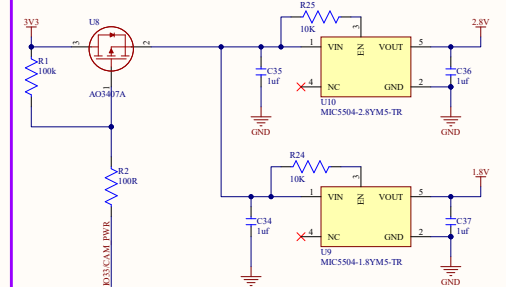 3V3
U8
3
2
1
R1
100k
AO3407A
R2
100R
IO33/CAM_PWR
R25
10K
3
2.8V
1
VIN
EN
VOUT
5
C35
1uf
4
NC
GND
2
C36
1uf
GND
U10
MIC5504-2.8YM5-TR
GND
R24
10K
3
1.8V
1
VIN
EN
VOUT
5
C34
1uf
4
NC
GND
2
C37
1uf
U9
MIC5504-1.8YM5-TR
GND
GND